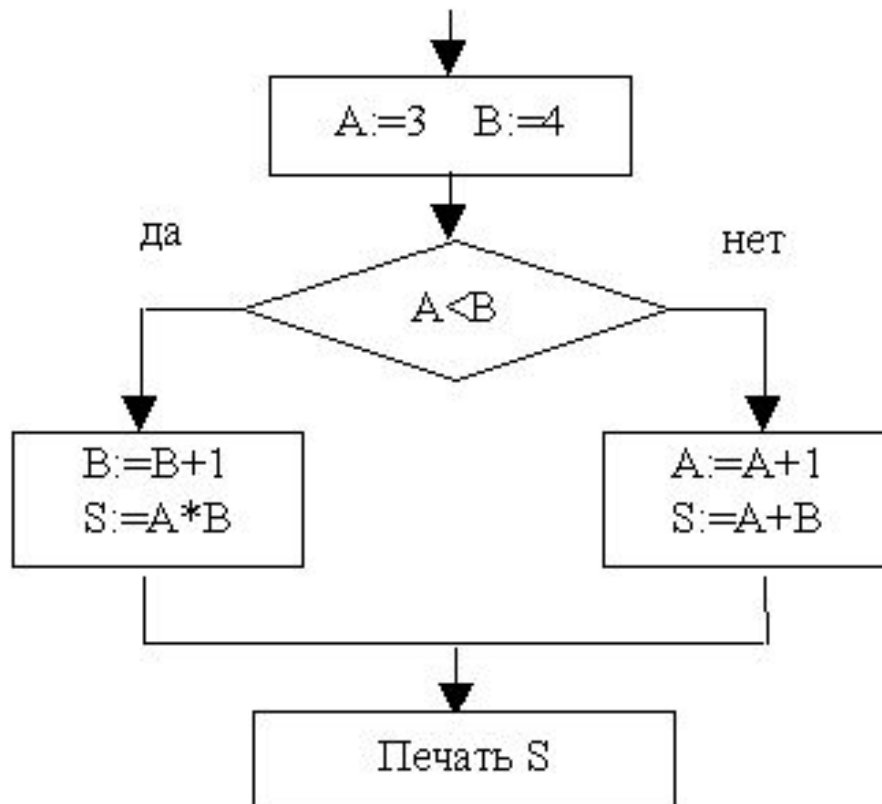 A:=3 B:=4
да
нет
A<B
B:=B+1
S:=A*B
A:=A+1
S:=A+B
Печать S